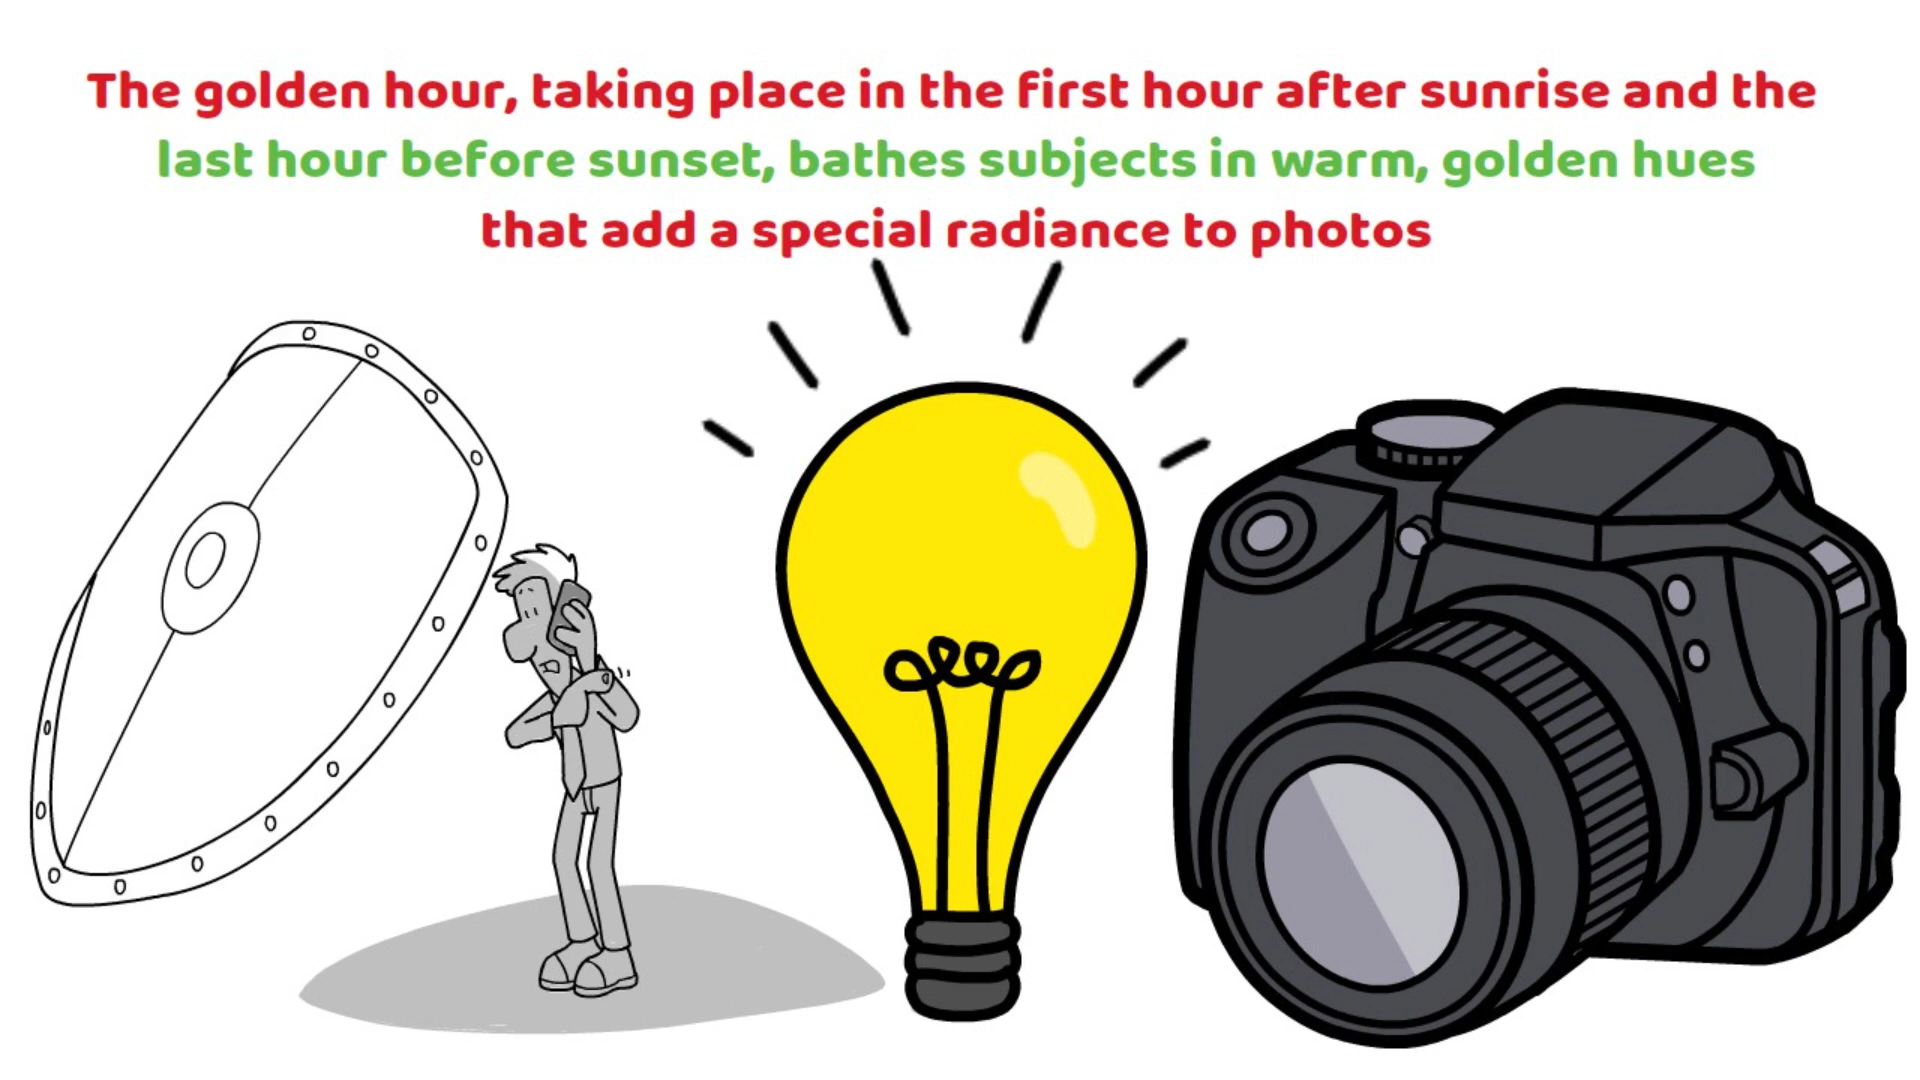 The golden hour, taking place in the first hour after sunrise and the
last hour before sunset, bathes subjects in warm, golden hues
that add a special radiance to photos